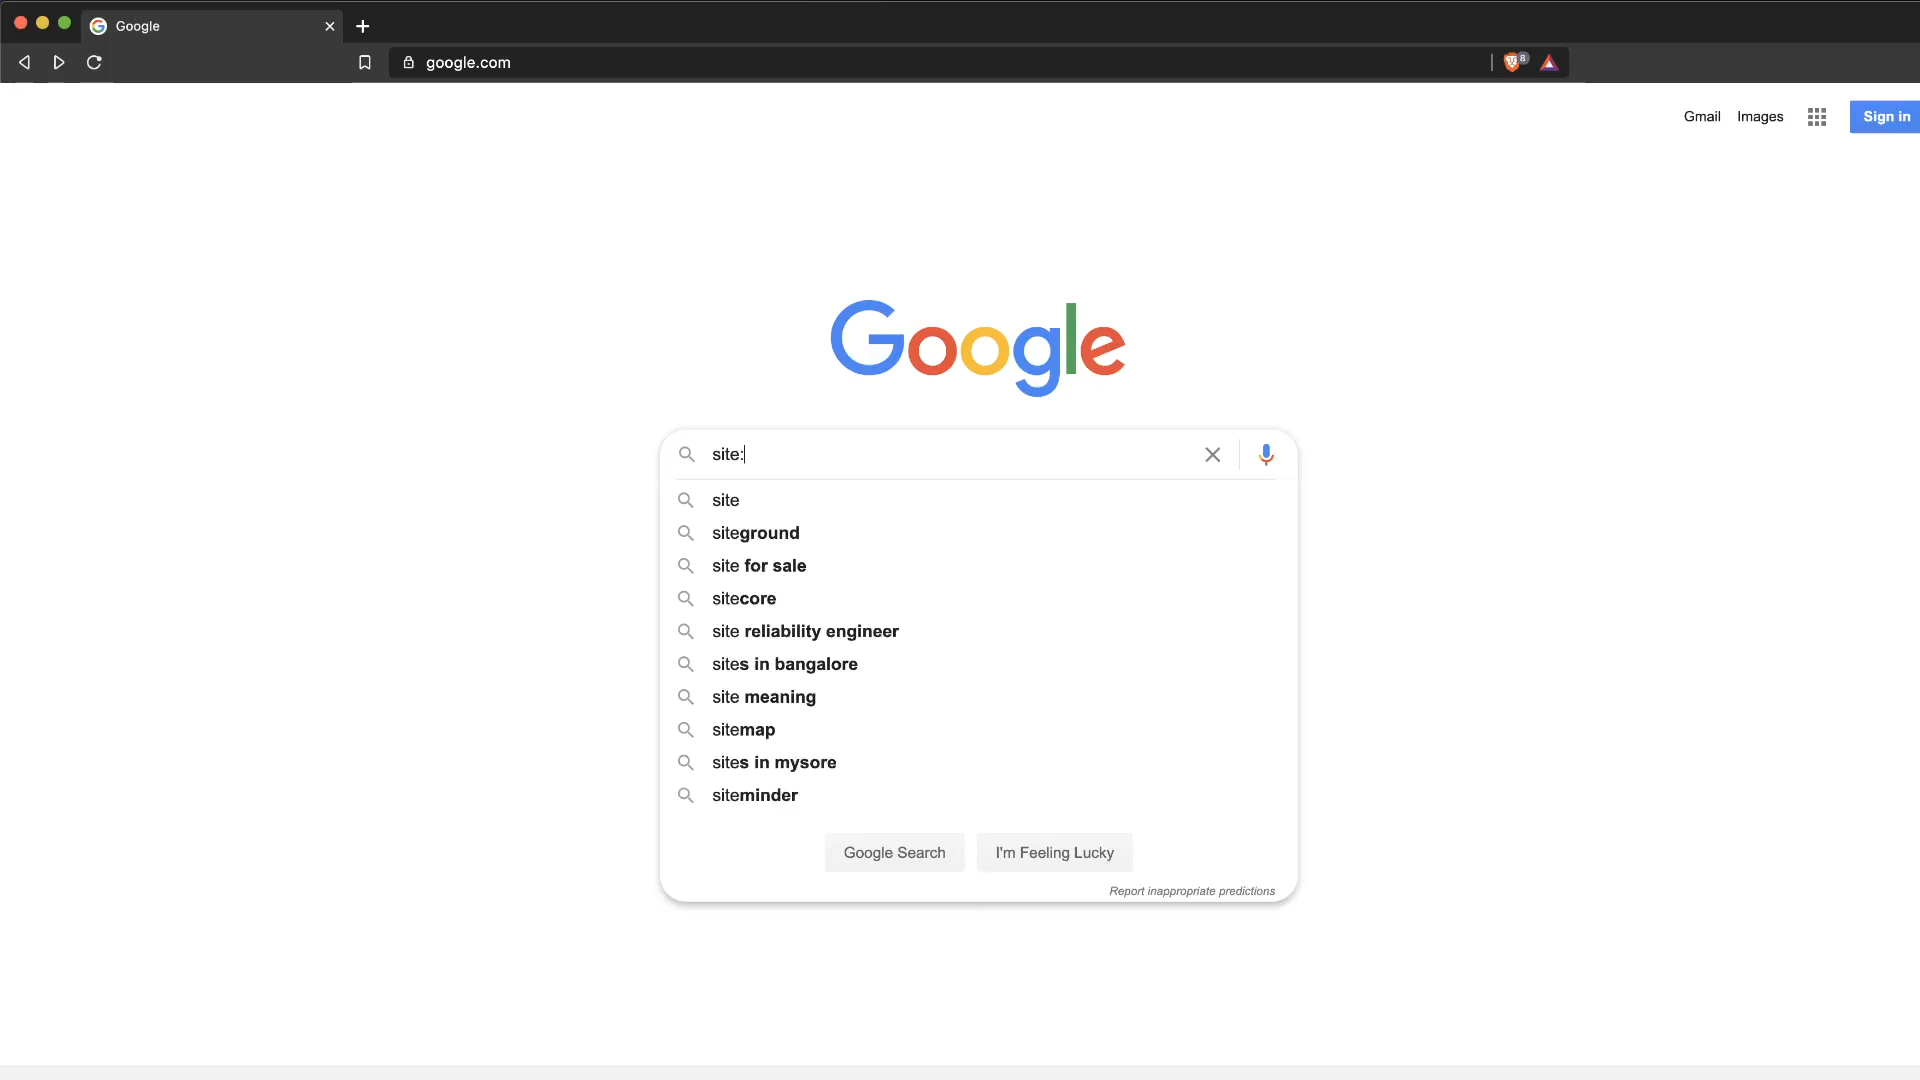 Google
google.com
8
Gmail Images Sign in
Google
site:
site
siteground
site for sale
sitecore
site reliability engineer
sites in bangalore
site meaning
sitemap
sites in mysore
siteminder
Google Search I'm Feeling Lucky
Report inappropriate predictions